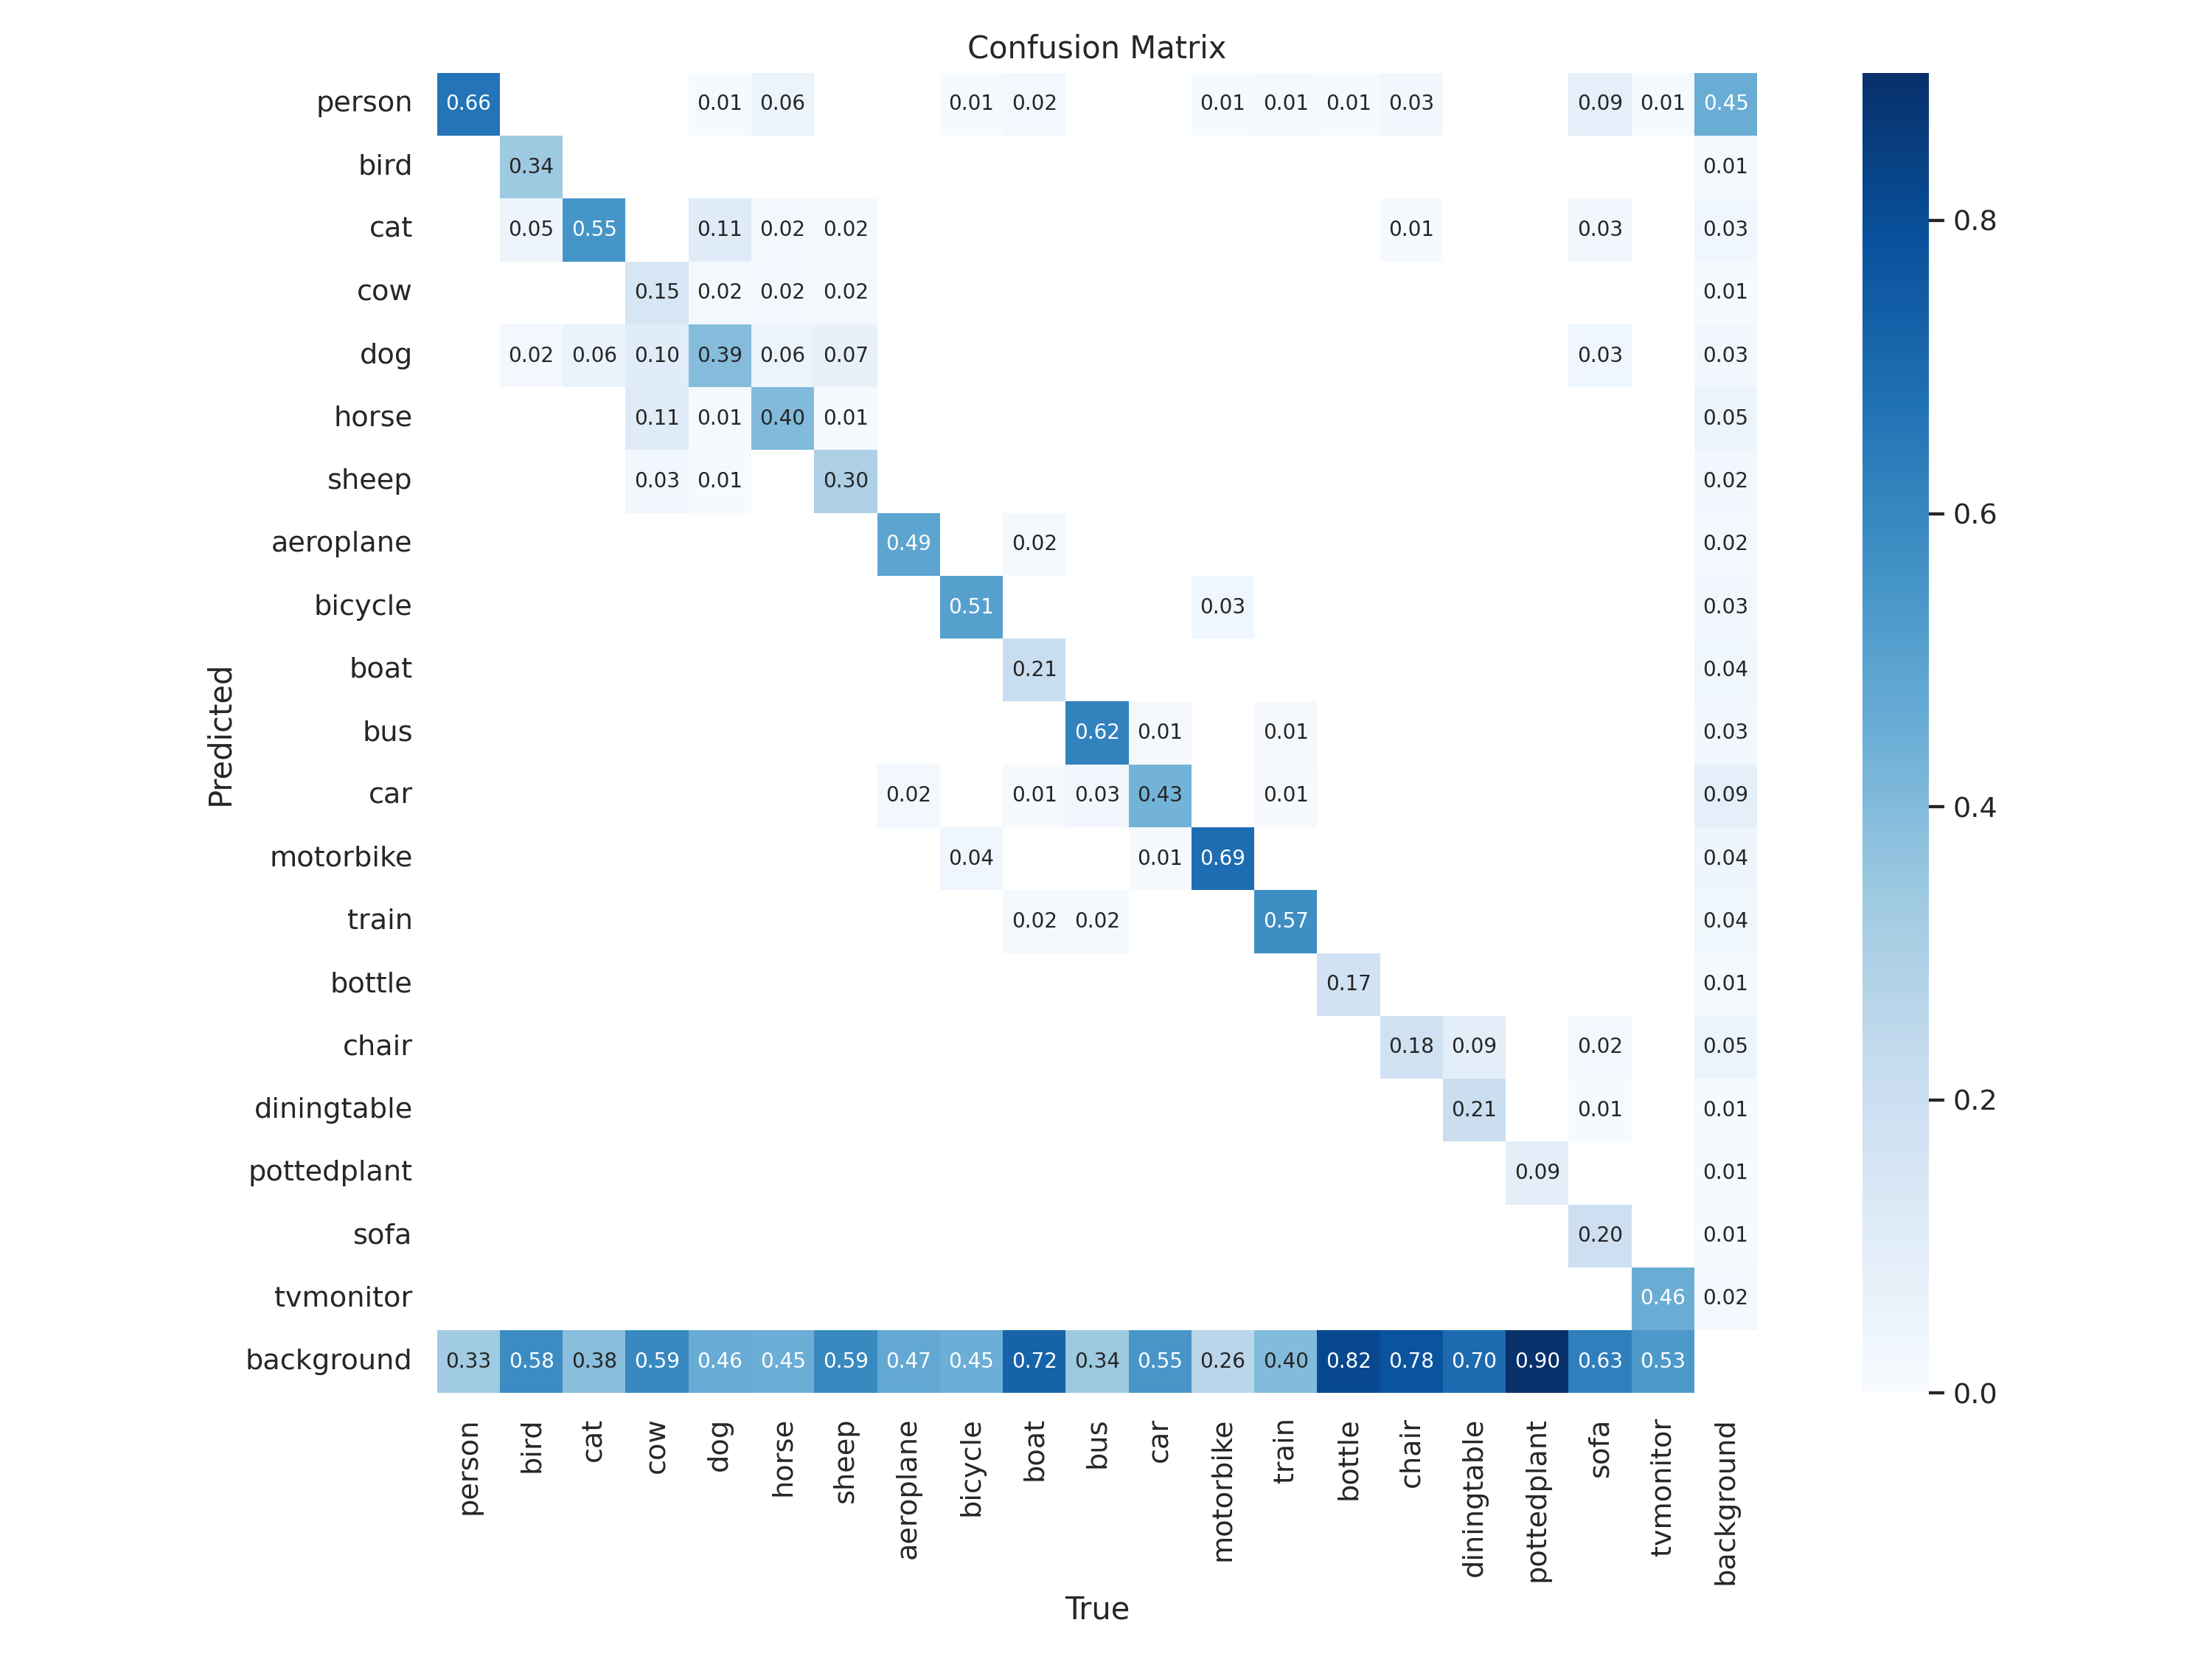 Confusion Matrix
person 0.66 0.01 0.06 0.01 0.02 0.01 0.01 0.01 0.03 0.09 0.01 0.45
bird 0.34 0.01
cat 0.05 0.55 0.11 0.02 0.02 0.01 0.03 0.03
cow 0.15 0.02 0.02 0.02 0.01
dog 0.02 0.06 0.10 0.39 0.06 0.07 0.03 0.03
horse 0.11 0.01 0.40 0.01 0.05
sheep 0.03 0.01 0.30 0.02
aeroplane 0.49 0.02 0.02
bicycle 0.51 0.03 0.03
boat 0.21 0.04
bus 0.62 0.01 0.01 0.03
car 0.02 0.01 0.03 0.43 0.01 0.09
motorbike 0.04 0.01 0.69 0.04
train 0.02 0.02 0.57 0.04
bottle 0.17 0.01
chair 0.18 0.09 0.02 0.05
diningtable 0.21 0.01 0.01
pottedplant 0.09 0.01
sofa 0.20 0.01
tvmonitor 0.46 0.02
background 0.33 0.58 0.38 0.59 0.46 0.45 0.59 0.47 0.45 0.72 0.34 0.55 0.26 0.40 0.82 0.78 0.70 0.90 0.63 0.53
person bird cat cow dog horse sheep aeroplane bicycle boat bus car motorbike train bottle chair diningtable pottedplant sofa tvmonitor background
True
Predicted
0.8
0.6
0.4
0.2
0.0